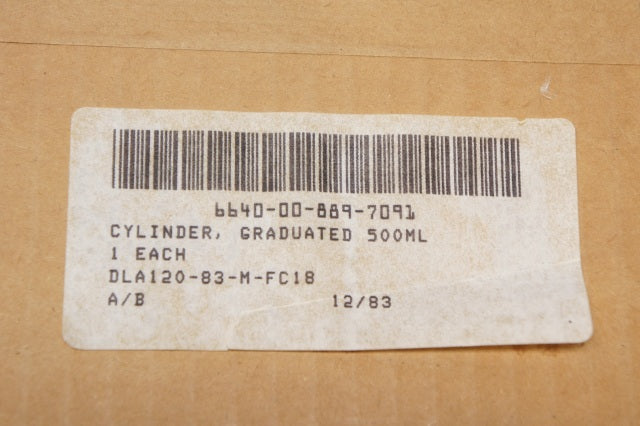 6640-00-889-7091
CYLINDER, GRADUATED 500ML
1 EACH
DLA120-83-M-FC18
A/B 12/83